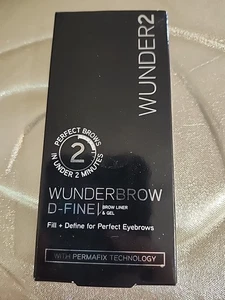 WUNDER2
PERFECT BROWS
2
IN UNDER 2 MINUTES
WUNDERBROW
D-FINE | BROW LINER
& GEL
Fill + Define for Perfect Eyebrows
WITH PERMAFIX TECHNOLOGY